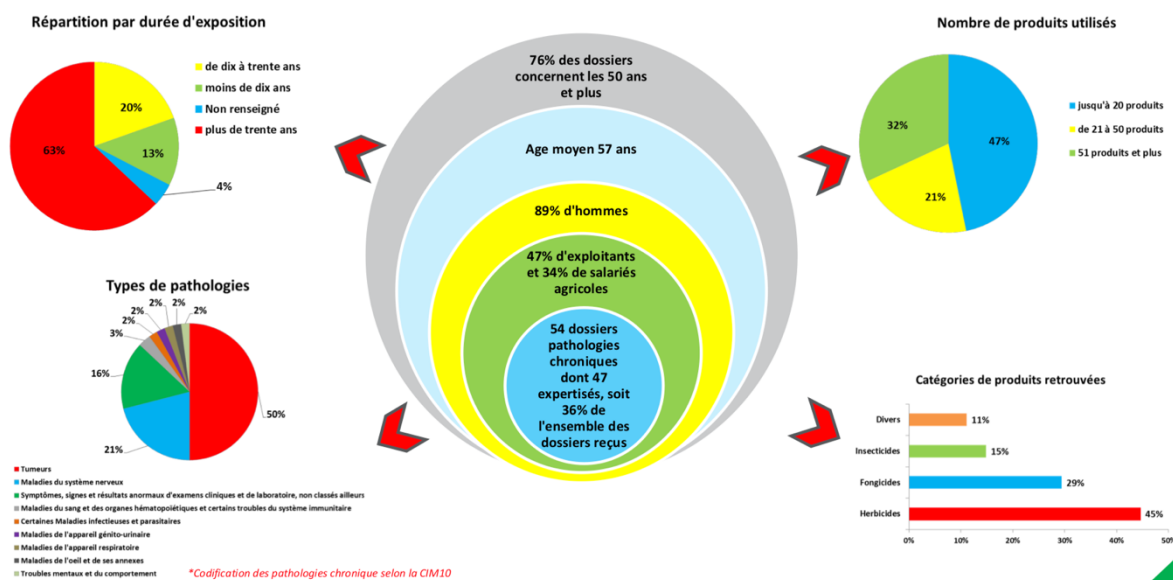 Répartition par durée d'exposition
de dix à trente ans
moins de dix ans
Non renseigné
plus de trente ans
20%
13%
4%
63%
76% des dossiers
concernent les 50 ans
et plus
Age moyen 57 ans
89% d'hommes
47% d'exploitants
et 34% de salariés
agricoles
54 dossiers
pathologies
chroniques
dont 47
expertisés, soit
36% de
l'ensemble des
dossiers reçus
Nombre de produits utilisés
jusqu'à 20 produits
de 21 à 50 produits
51 produits et plus
47%
21%
32%
Types de pathologies
50%
21%
16%
3%
2%
2%
2%
2%
2%
Tumeurs
Maladies du système nerveux
Symptômes, signes et résultats anormaux d'examens cliniques et de laboratoire, non classés ailleurs
Maladies du sang et des organes hématopoïétiques et certains troubles du système immunitaire
Certaines Maladies infectieuses et parasitaires
Maladies de l'appareil génito-urinaire
Maladies de l'appareil respiratoire
Maladies de l'oeil et de ses annexes
Troubles mentaux et du comportement
*Codification des pathologies chronique selon la CIM10
Catégories de produits retrouvées
Divers
11%
Insecticides
15%
Fongicides
29%
Herbicides
45%
0%
10%
20%
30%
40%
50%